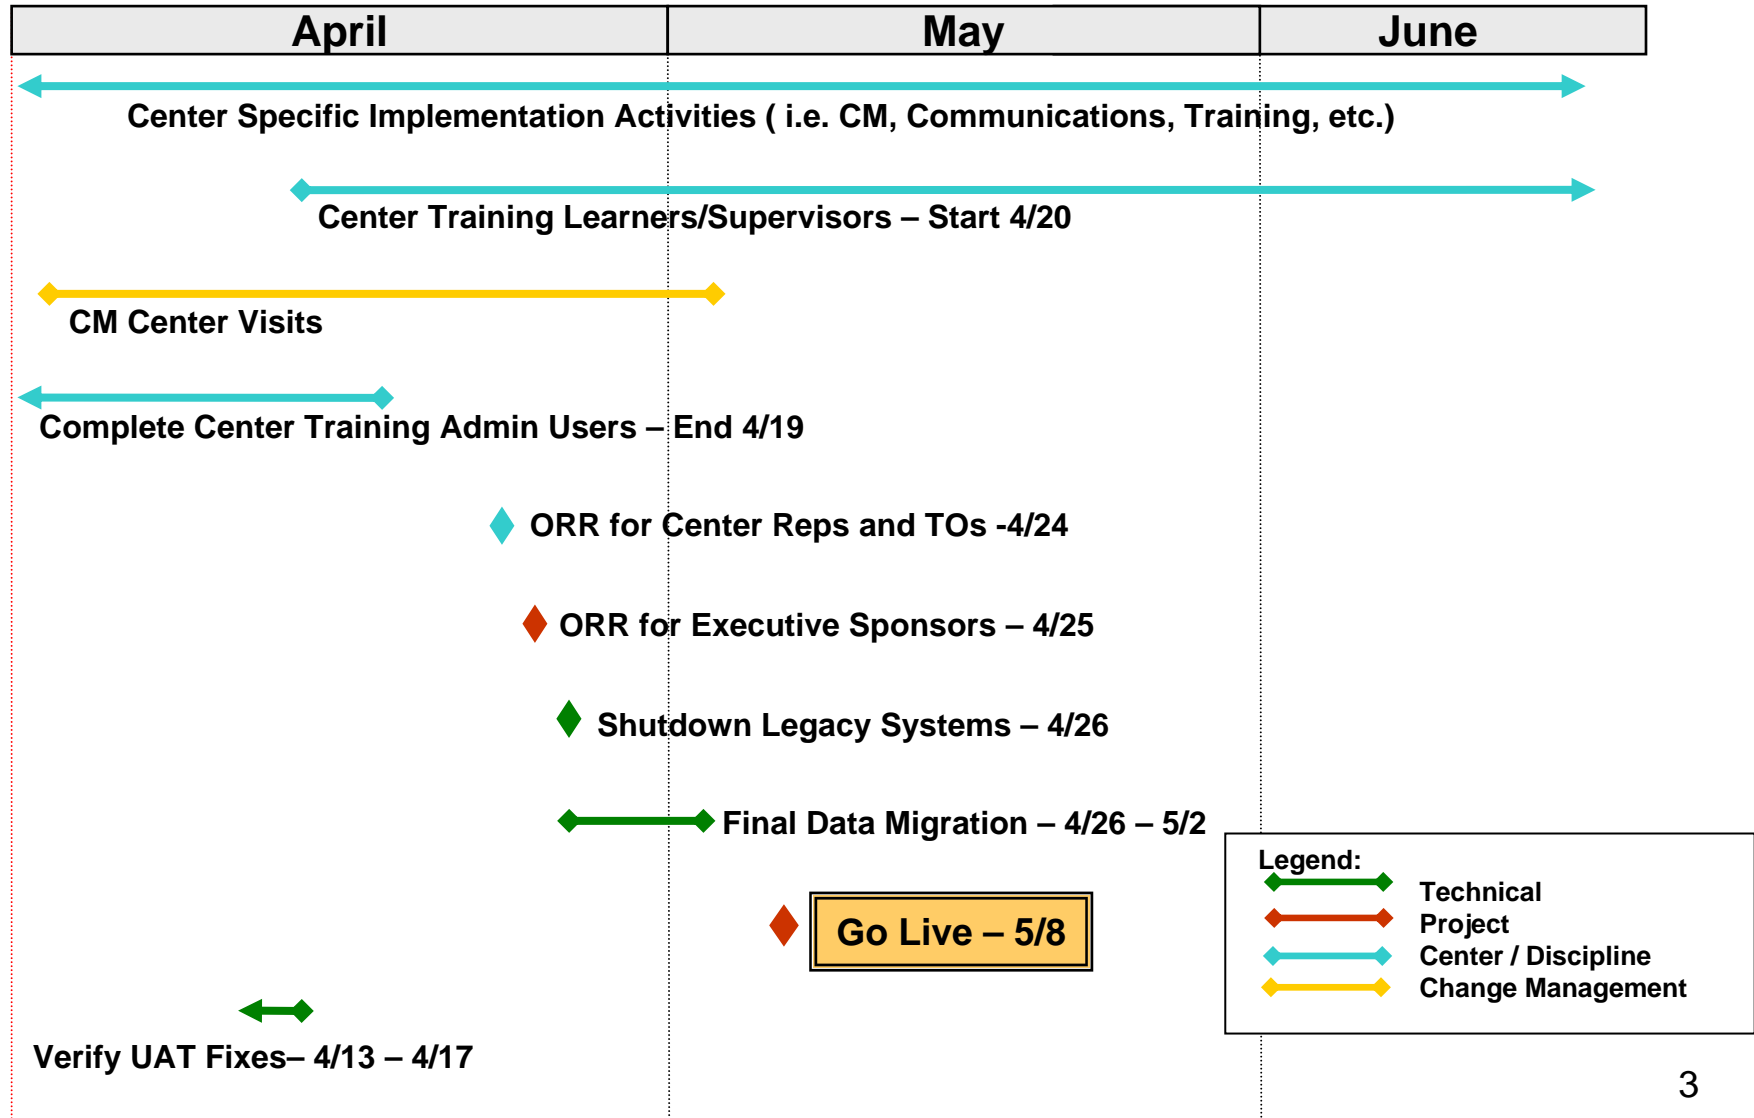 April May June
Center Specific Implementation Activities ( i.e. CM, Communications, Training, etc.)
Center Training Learners/Supervisors – Start 4/20
CM Center Visits
Complete Center Training Admin Users – End 4/19
ORR for Center Reps and TOs -4/24
ORR for Executive Sponsors – 4/25
Shutdown Legacy Systems – 4/26
Final Data Migration – 4/26 – 5/2
Go Live – 5/8
Verify UAT Fixes– 4/13 – 4/17
Legend:
Technical
Project
Center / Discipline
Change Management
3